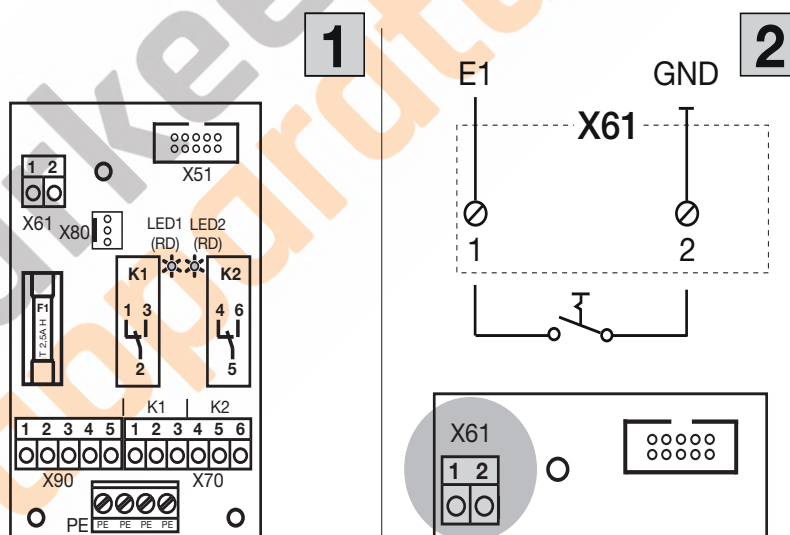 1
X51
1 2
X61
X80
LED1 LED2
(RD) (RD)
K1
K2
F1
T 2,5A H
1 3
2
4 6
5
K1 K2
1 2 3 4 5 1 2 3 4 5 6
X90 X70
PE
PE PE PE PE
2
E1 GND
X61
1 2
X61
1 2